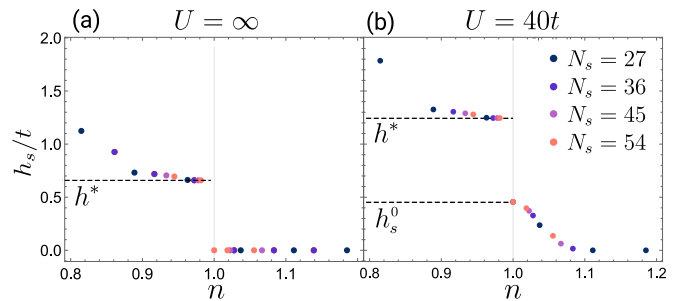 (a) U = ∞
(b) U = 40t
h_s/t
2.0
1.5
1.0
0.5
0.0
h*
0.8 0.9 1.0 1.1
n
N_s = 27
N_s = 36
N_s = 45
N_s = 54
h*
h_s^0
0.8 0.9 1.0 1.1 1.2
n